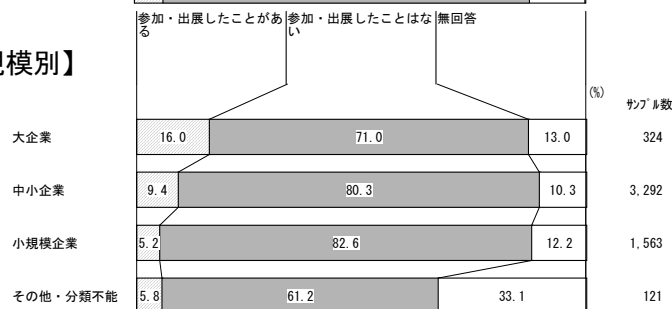 参加・出展したことがあ 参加・出展したことはな 無回答
る い
模別】
(%)
ｻﾝﾌﾟﾙ数
大企業 16.0 71.0 13.0 324
中小企業 9.4 80.3 10.3 3,292
小規模企業 5.2 82.6 12.2 1,563
その他・分類不能 5.8 61.2 33.1 121